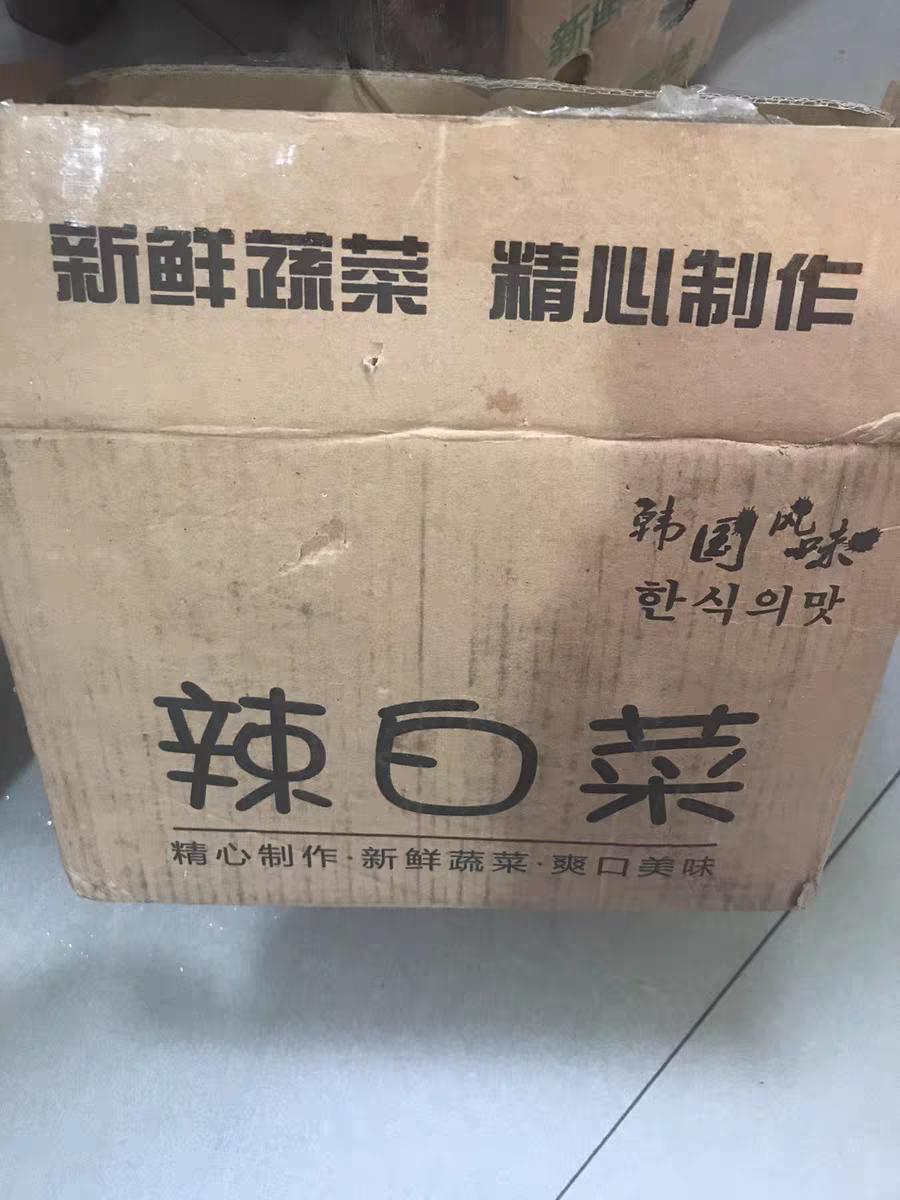 新鲜蔬菜 精心制作
韩国风味
한식의맛
辣白菜
精心制作·新鲜蔬菜·爽口美味